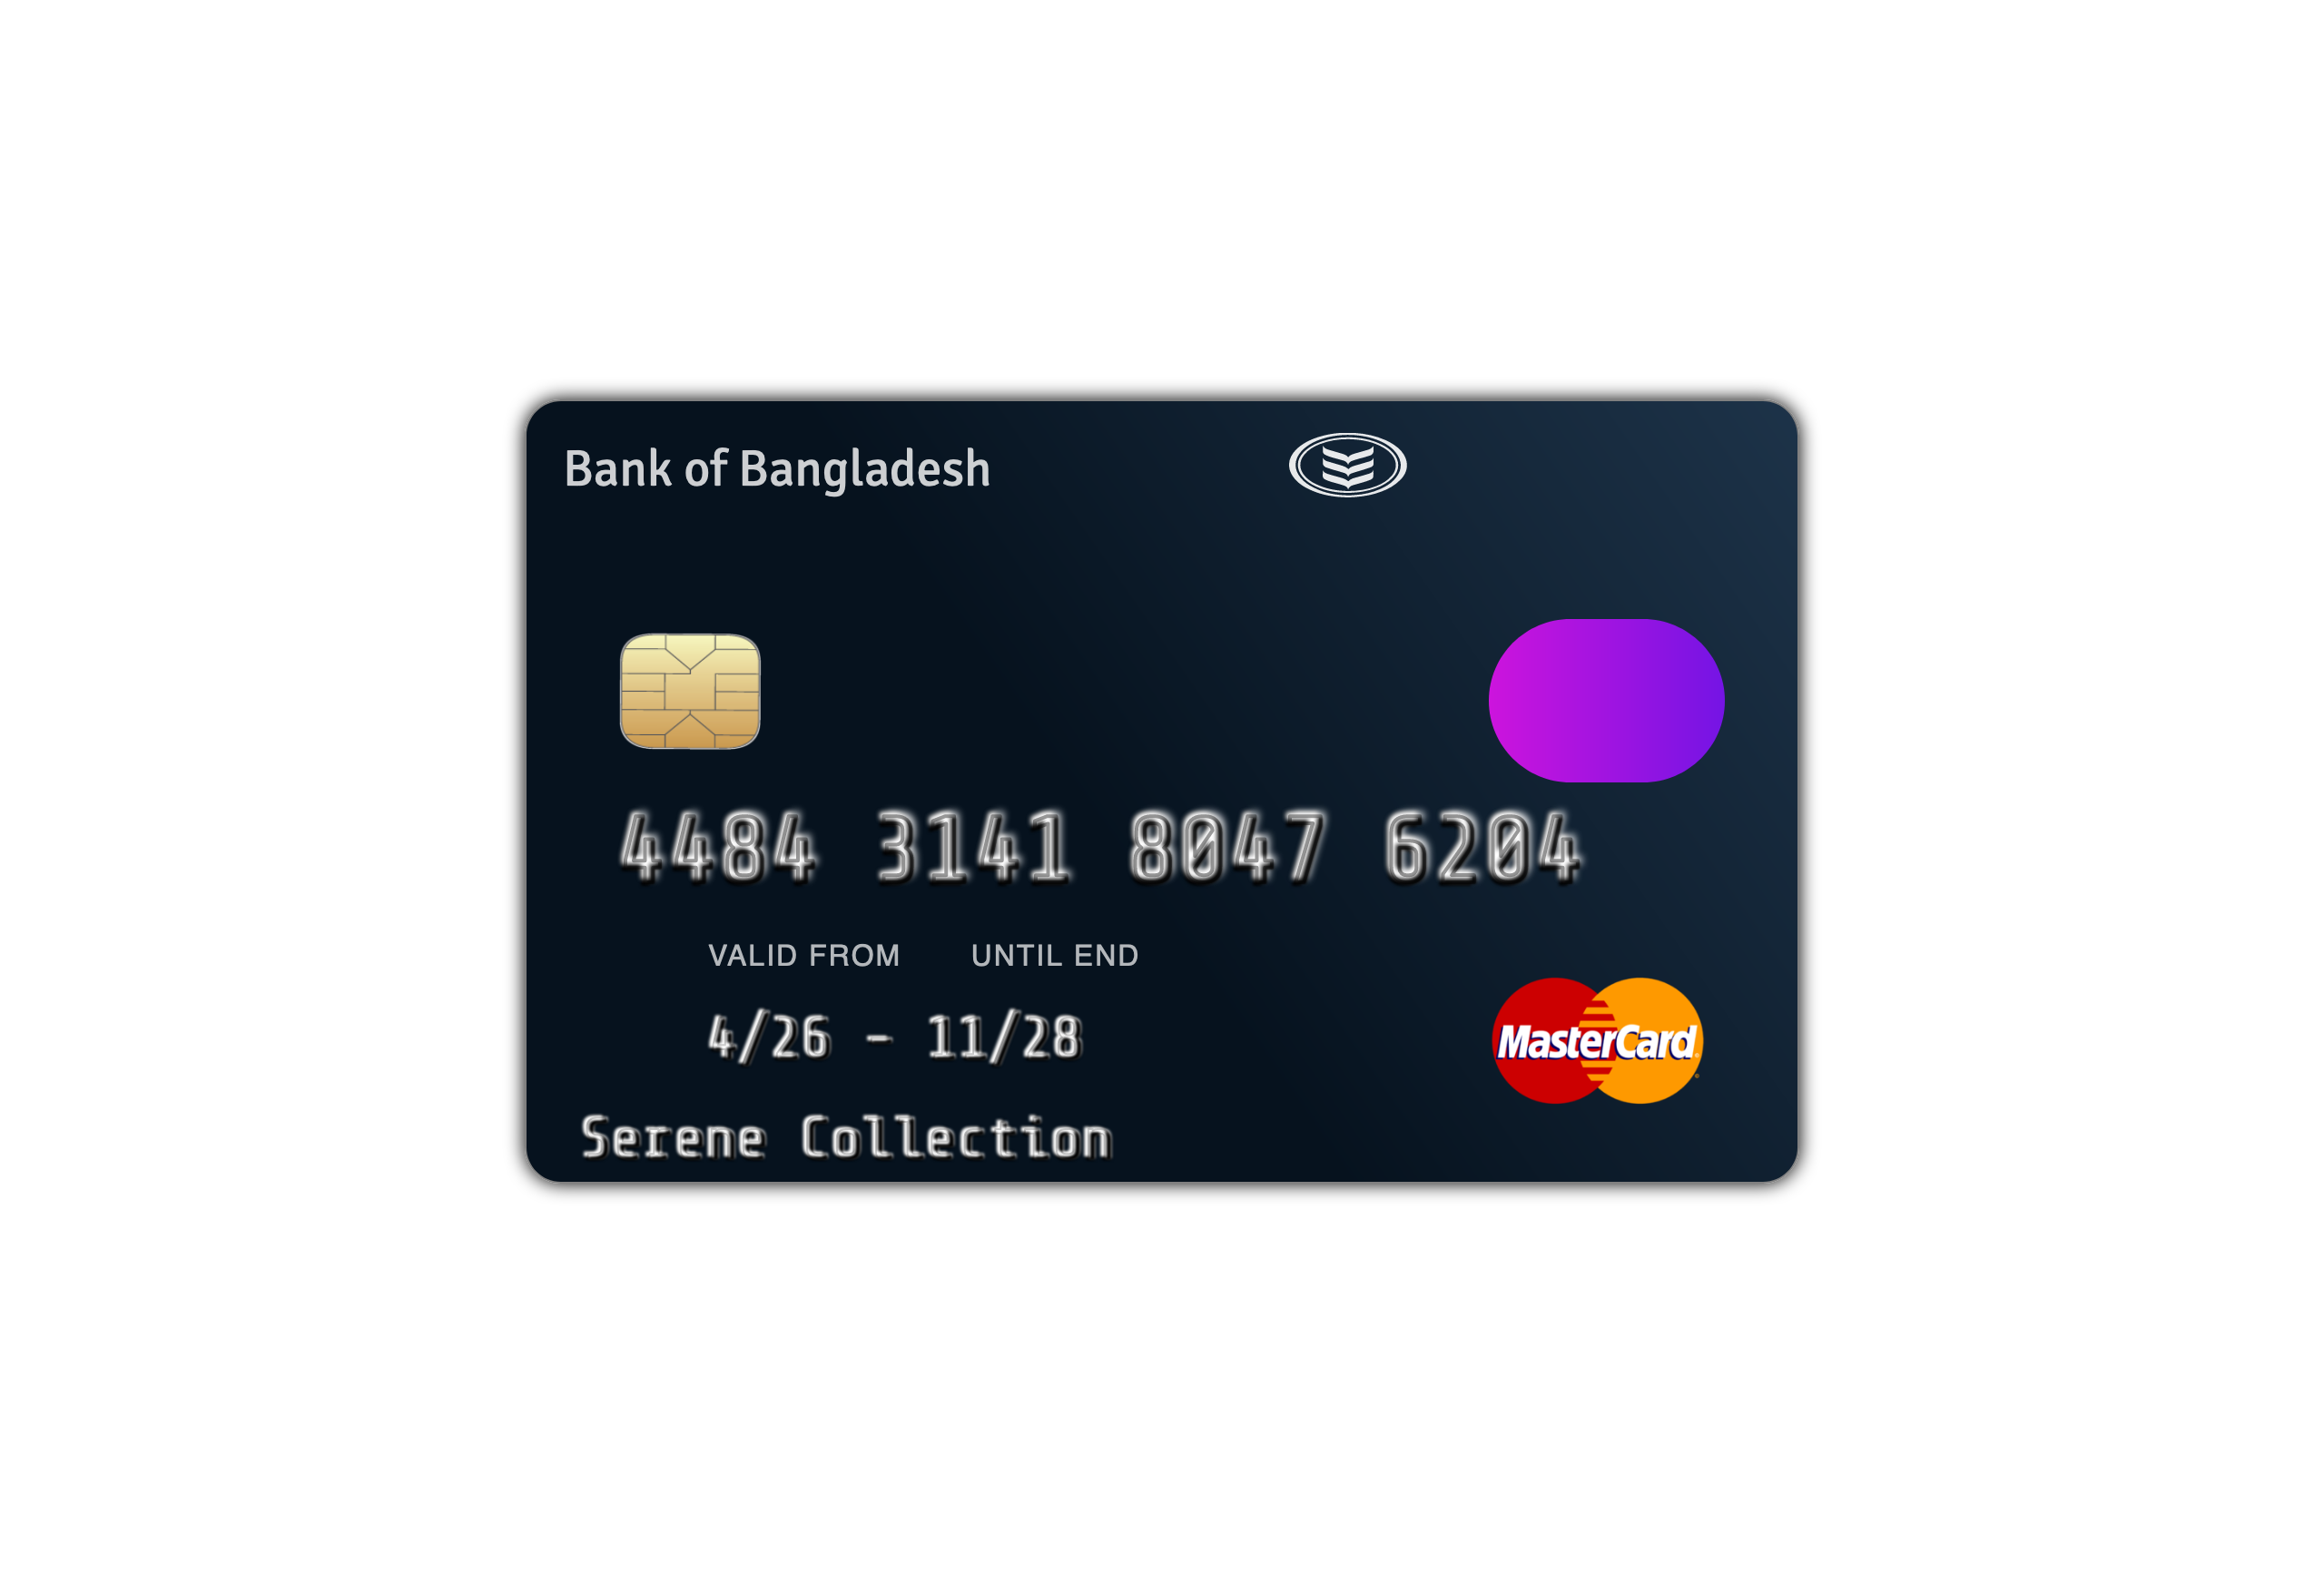 Bank of Bangladesh
4484 3141 8047 6204
VALID FROM UNTIL END
4/26 - 11/28
MasterCard
Serene Collection